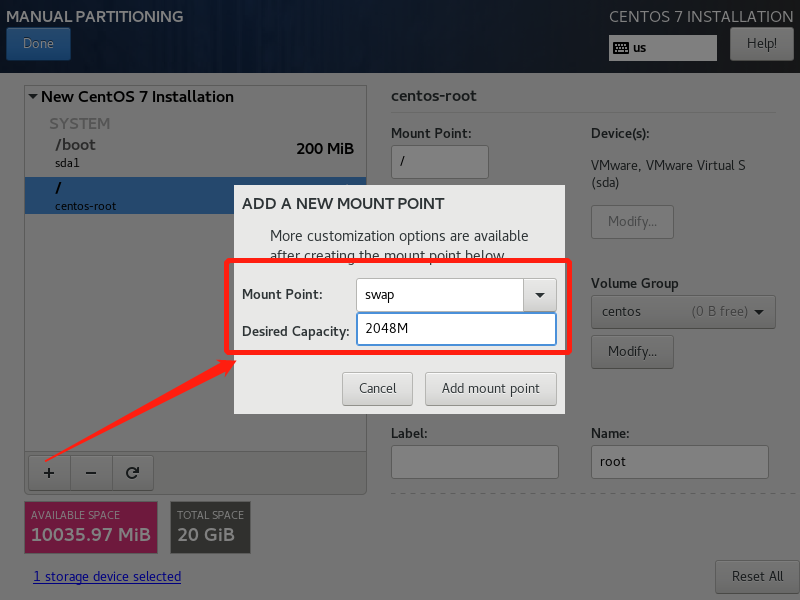 MANUAL PARTITIONING
CENTOS 7 INSTALLATION
Done
us
Help!
New CentOS 7 Installation
SYSTEM
/boot
200 MiB
sda1
/
centos-root
centos-root
Mount Point:
/
Device(s):
VMware, VMware Virtual S
(sda)
Modify...
Volume Group
centos (0 B free)
Modify...
Label:
Name:
root
ADD A NEW MOUNT POINT
More customization options are available
after creating the mount point below.
Mount Point: swap
Desired Capacity: 2048M
Cancel
Add mount point
AVAILABLE SPACE
10035.97 MiB
TOTAL SPACE
20 GiB
1 storage device selected
Reset All